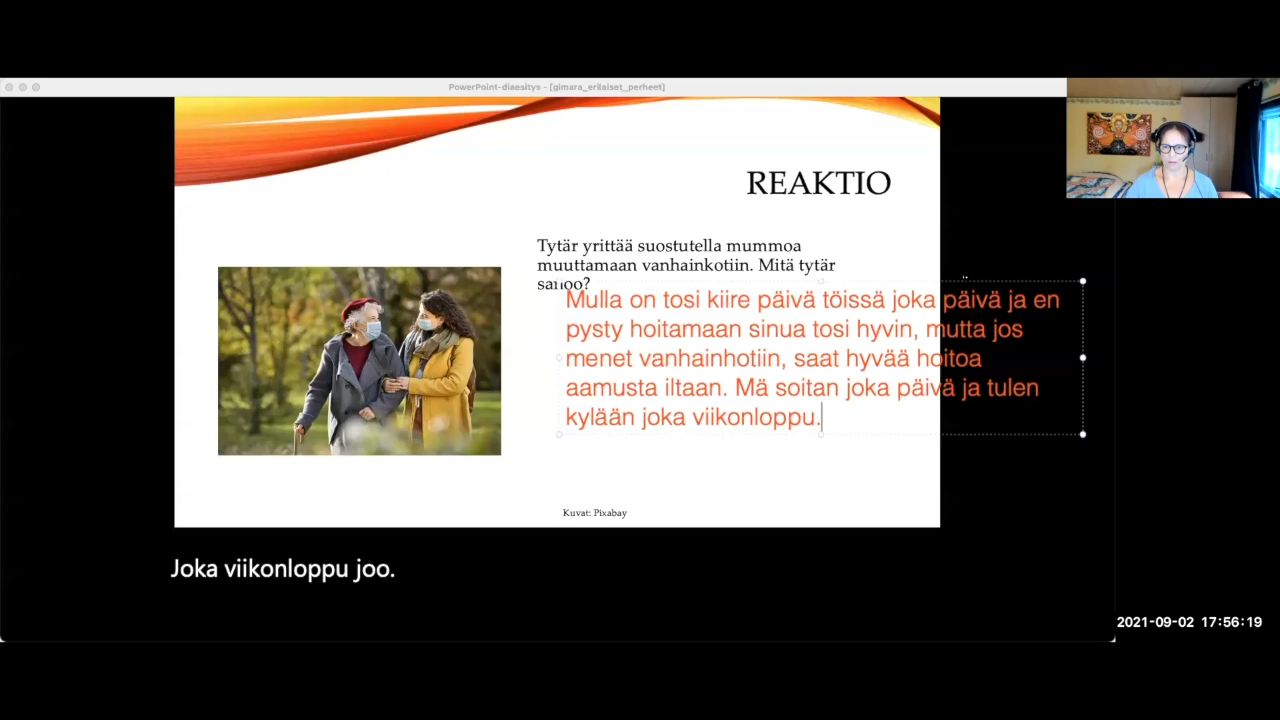 PowerPoint-diaesitys - [gimara_erilaiset_perheet]
REAKTIO
Tytär yrittää suostutella mummoa
muuttamaan vanhainkotiin. Mitä tytär
sanoo?
Mulla on tosi kiire päivä töissä joka päivä ja en
pysty hoitamaan sinua tosi hyvin, mutta jos
menet vanhainhotiin, saat hyvää hoitoa
aamusta iltaan. Mä soitan joka päivä ja tulen
kylään joka viikonloppu.
Kuvat: Pixabay
Joka viikonloppu joo.
2021-09-02 17:56:19